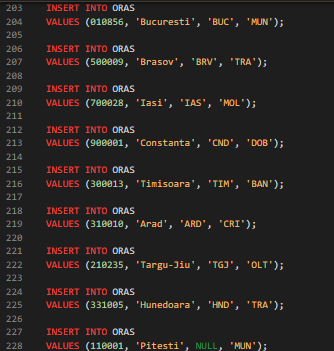 203 INSERT INTO ORAS
204 VALUES (010856, 'Bucuresti', 'BUC', 'MUN');
205
206 INSERT INTO ORAS
207 VALUES (500009, 'Brasov', 'BRV', 'TRA');
208
209 INSERT INTO ORAS
210 VALUES (700028, 'Iasi', 'IAS', 'MOL');
211
212 INSERT INTO ORAS
213 VALUES (900001, 'Constanta', 'CND', 'DOB');
214
215 INSERT INTO ORAS
216 VALUES (300013, 'Timisoara', 'TIM', 'BAN');
217
218 INSERT INTO ORAS
219 VALUES (310010, 'Arad', 'ARD', 'CRI');
220
221 INSERT INTO ORAS
222 VALUES (210235, 'Targu-Jiu', 'TGJ', 'OLT');
223
224 INSERT INTO ORAS
225 VALUES (331005, 'Hunedoara', 'HND', 'TRA');
226
227 INSERT INTO ORAS
228 VALUES (110001, 'Pitesti', NULL, 'MUN');